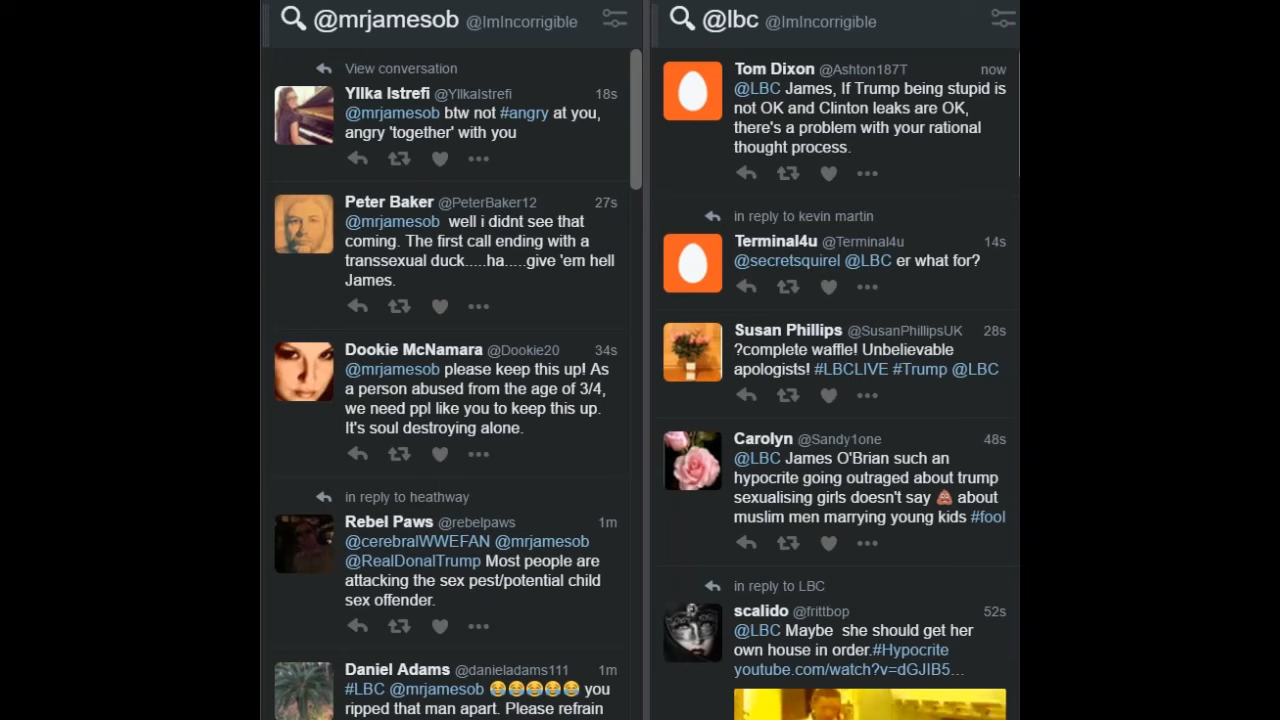 @mrjamesob @ImIncorrigible
View conversation
Yllka Istrefi @YllkaIstrefi 18s
@mrjamesob btw not #angry at you,
angry 'together' with you
Peter Baker @PeterBaker12 27s
@mrjamesob well i didnt see that
coming. The first call ending with a
transsexual duck.....ha.....give 'em hell
James.
Dookie McNamara @Dookie20 34s
@mrjamesob please keep this up! As
a person abused from the age of 3/4,
we need ppl like you to keep this up.
It's soul destroying alone.
in reply to heathway
Rebel Paws @rebelpaws 1m
@cerebralWWEFAN @mrjamesob
@RealDonalTrump Most people are
attacking the sex pest/potential child
sex offender.
Daniel Adams @danieladams111 1m
#LBC @mrjamesob 😂😂😂😂😂 you
ripped that man apart. Please refrain
@lbc @ImIncorrigible
Tom Dixon @Ashton187T now
@LBC James, If Trump being stupid is
not OK and Clinton leaks are OK,
there's a problem with your rational
thought process.
in reply to kevin martin
Terminal4u @Terminal4u 14s
@secretsquirel @LBC er what for?
Susan Phillips @SusanPhillipsUK 28s
?complete waffle! Unbelievable
apologists! #LBCLIVE #Trump @LBC
Carolyn @Sandy1one 48s
@LBC James O'Brian such an
hypocrite going outraged about trump
sexualising girls doesn't say 💩 about
muslim men marrying young kids #fool
in reply to LBC
scalido @frittbop 52s
@LBC Maybe she should get her
own house in order.#Hypocrite
youtube.com/watch?v=dGJIB5…